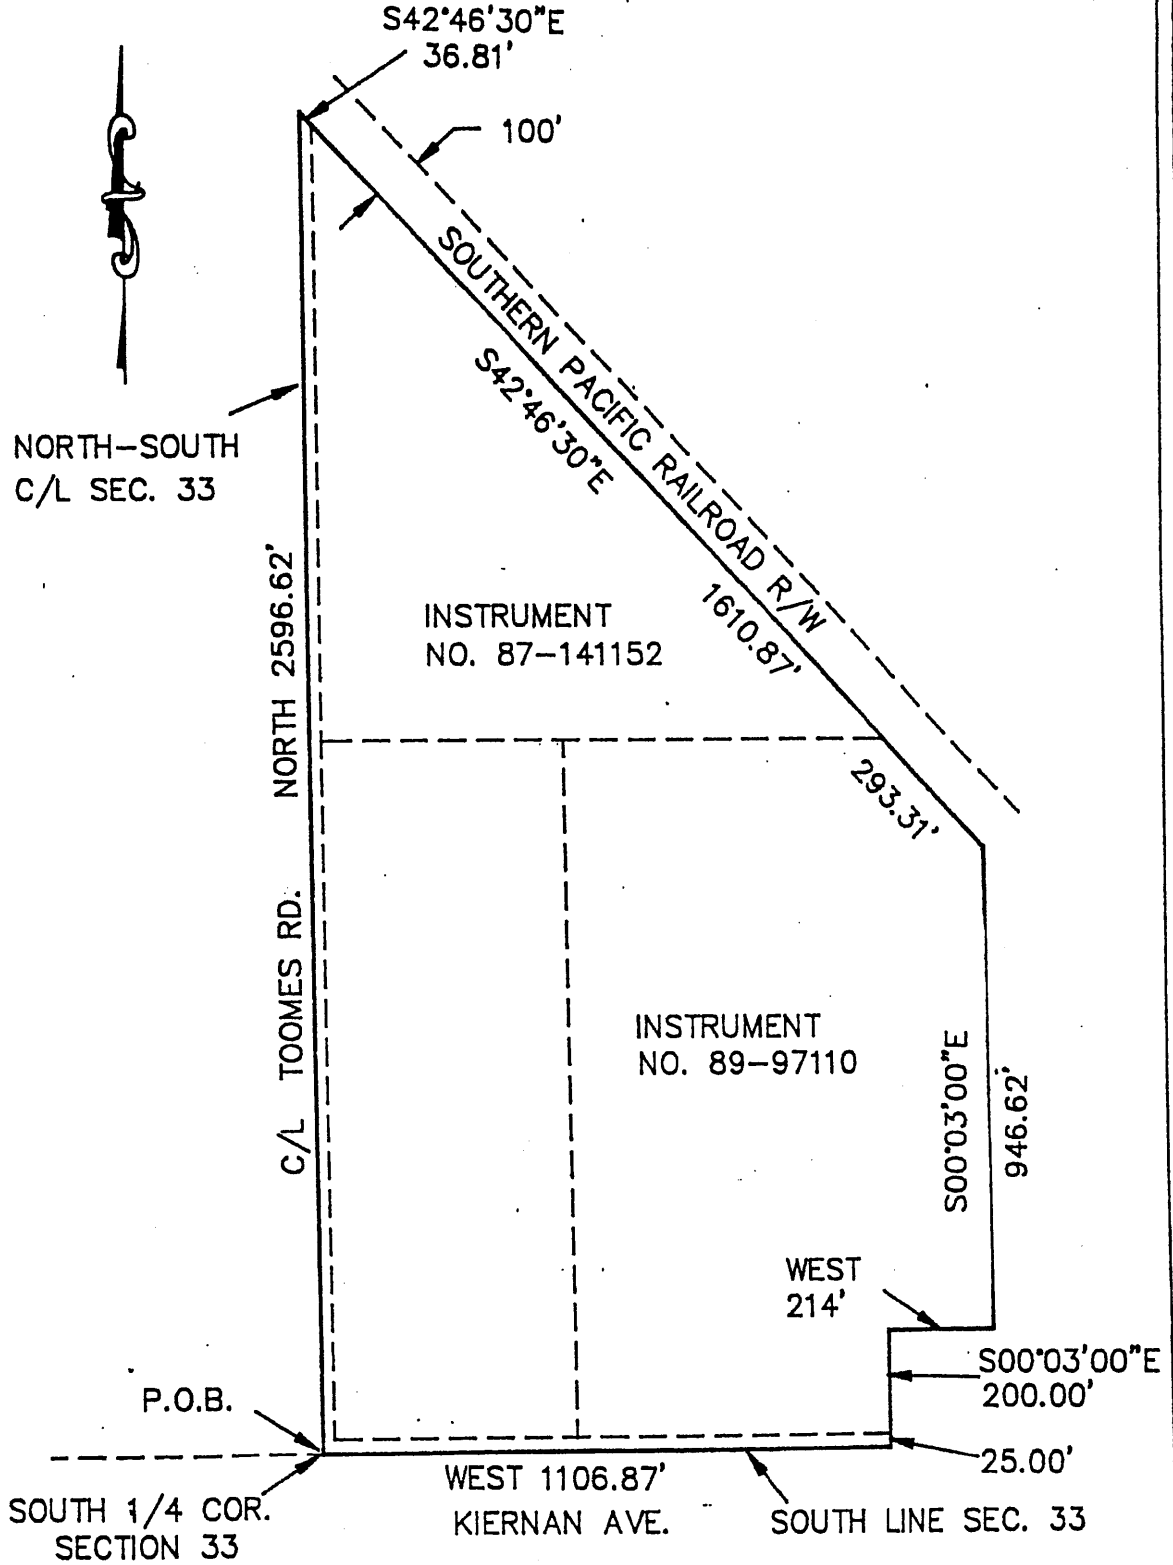 S42°46'30"E
36.81'
100'
SOUTHERN PACIFIC RAILROAD R/W
S42°46'30"E
1610.87'
293.31'
NORTH-SOUTH
C/L SEC. 33
C/L TOOMES RD. NORTH 2596.62'
INSTRUMENT
NO. 87-141152
INSTRUMENT
NO. 89-97110
S00°03'00"E
946.62'
WEST
214'
S00°03'00"E
200.00'
25.00'
P.O.B.
SOUTH 1/4 COR.
SECTION 33
WEST 1106.87'
KIERNAN AVE.
SOUTH LINE SEC. 33